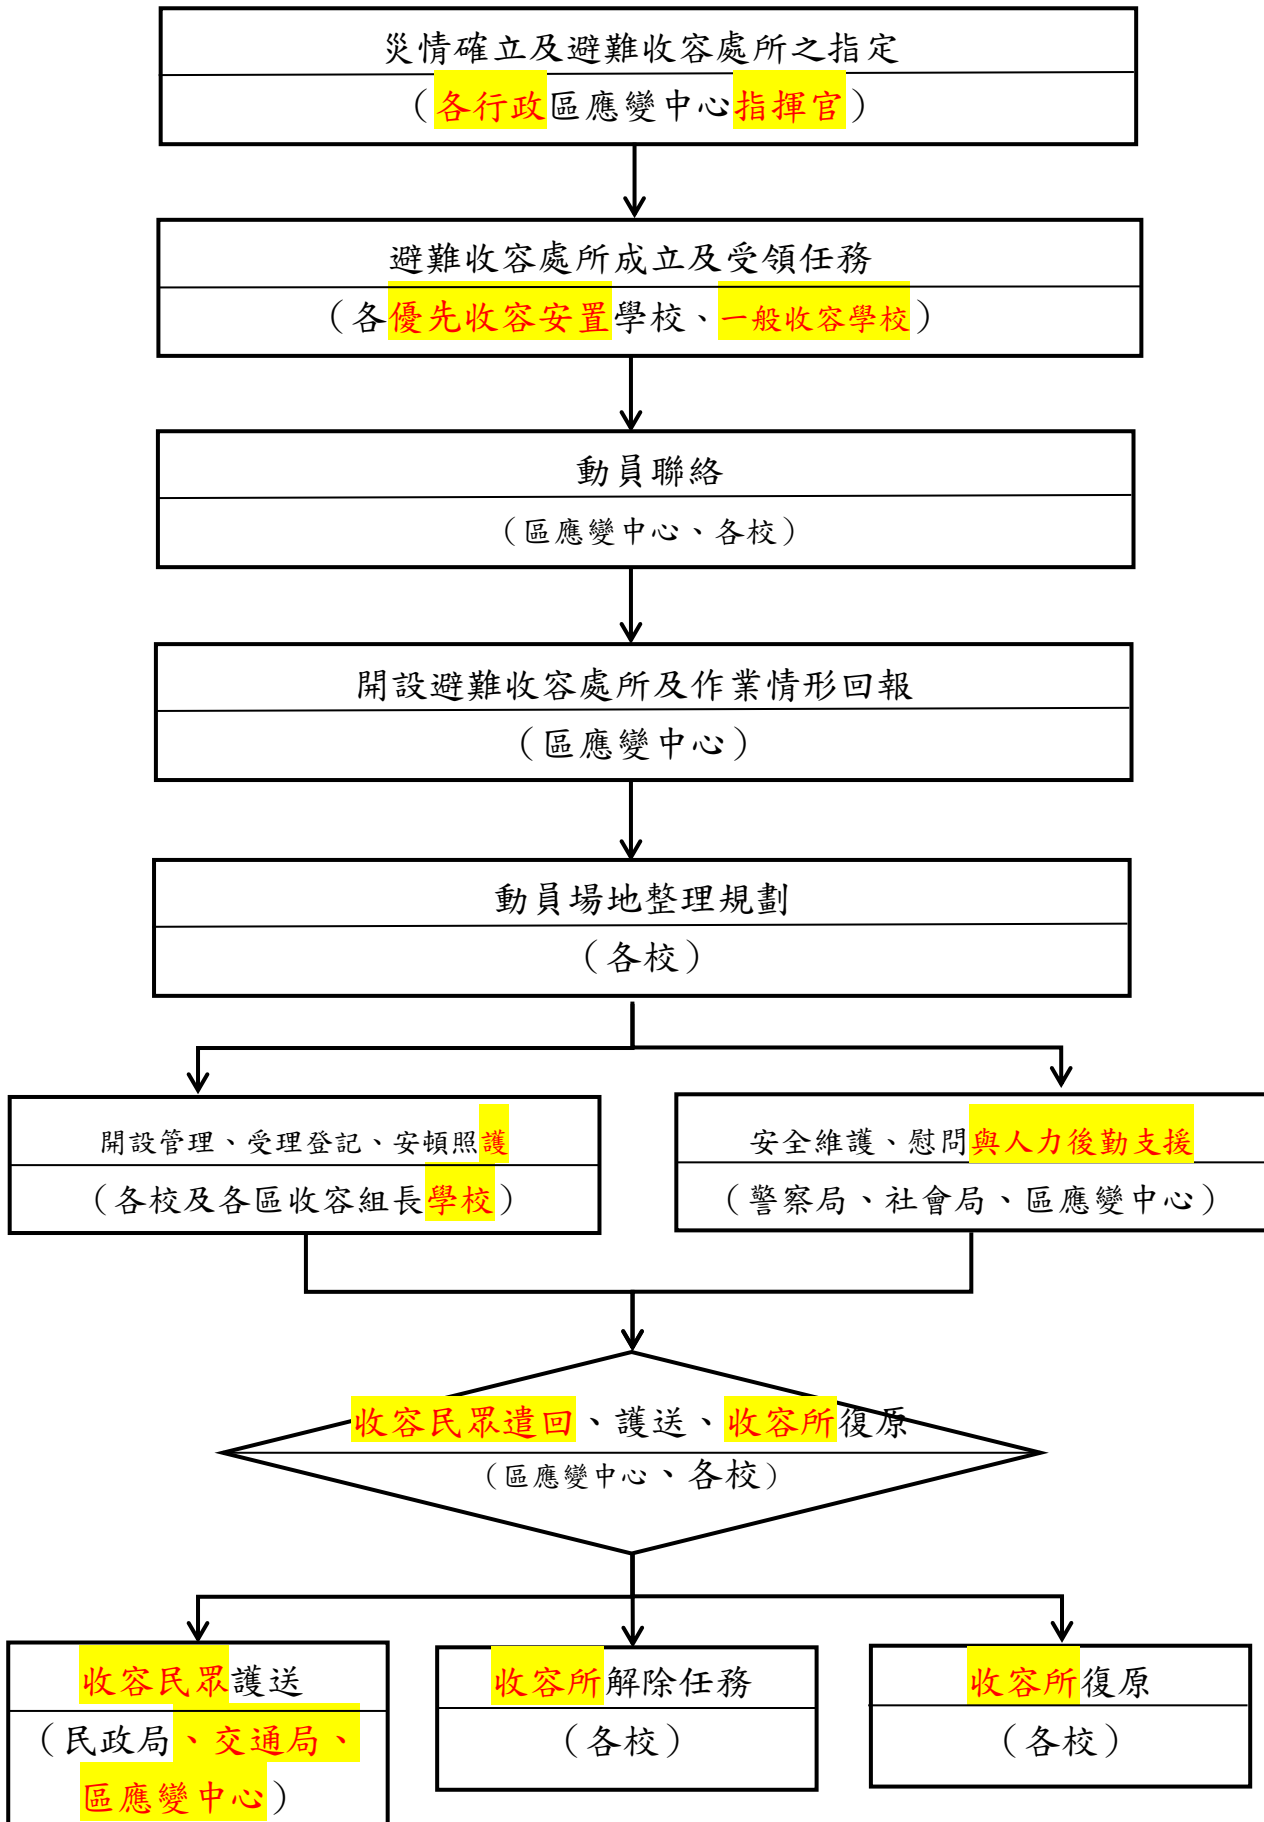 災情確立及避難收容處所之指定
（各行政區應變中心指揮官）
避難收容處所成立及受領任務
（各優先收容安置學校、一般收容學校）
動員聯絡
（區應變中心、各校）
開設避難收容處所及作業情形回報
（區應變中心）
動員場地整理規劃
（各校）
開設管理、受理登記、安頓照護
（各校及各區收容組長學校）
安全維護、慰問與人力後勤支援
（警察局、社會局、區應變中心）
收容民眾遣回、護送、收容所復原
（區應變中心、各校）
收容民眾護送
（民政局、交通局、
區應變中心）
收容所解除任務
（各校）
收容所復原
（各校）